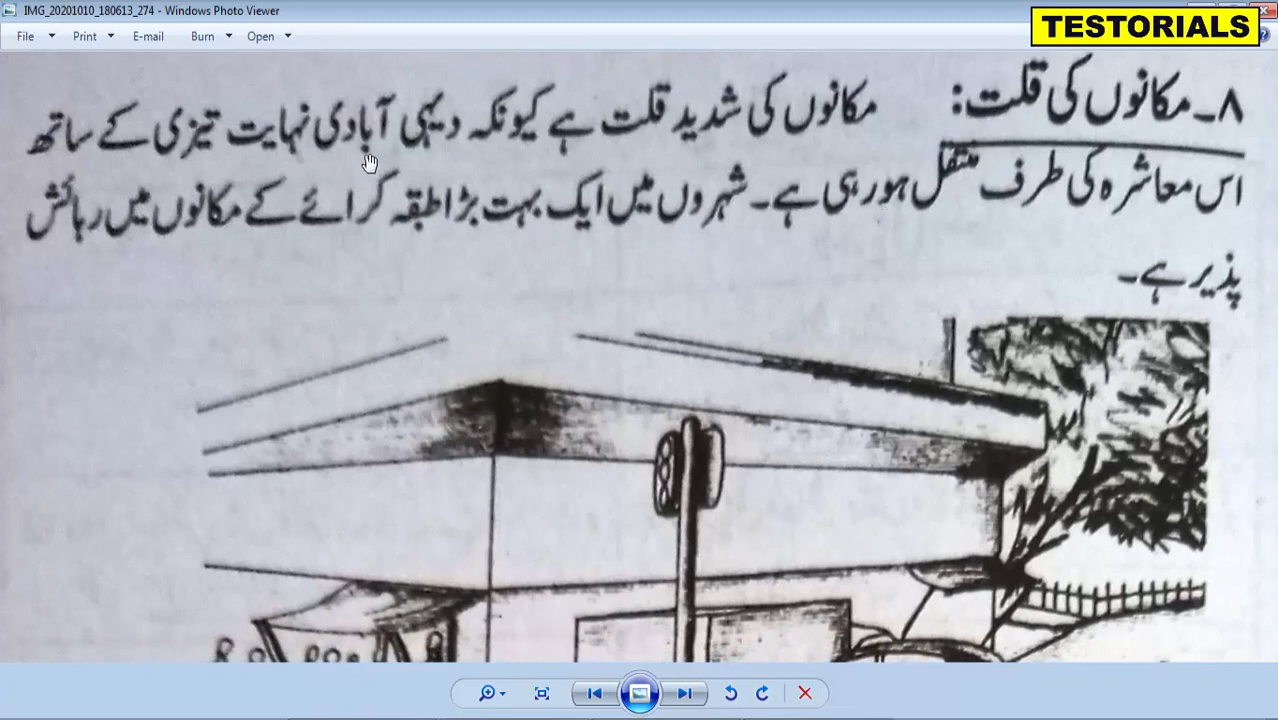 IMG_20201010_180613_274 - Windows Photo Viewer
TESTORIALS
File Print E-mail Burn Open
۸۔ مکانوں کی قلت: مکانوں کی شدید قلت ہے کیونکہ دیہی آبادی نہایت تیزی کے ساتھ
اس معاشرہ کی طرف منتقل ہو رہی ہے۔ شہروں میں ایک بہت بڑا طبقہ کرائے کے مکانوں میں رہائش
پذیر ہے۔